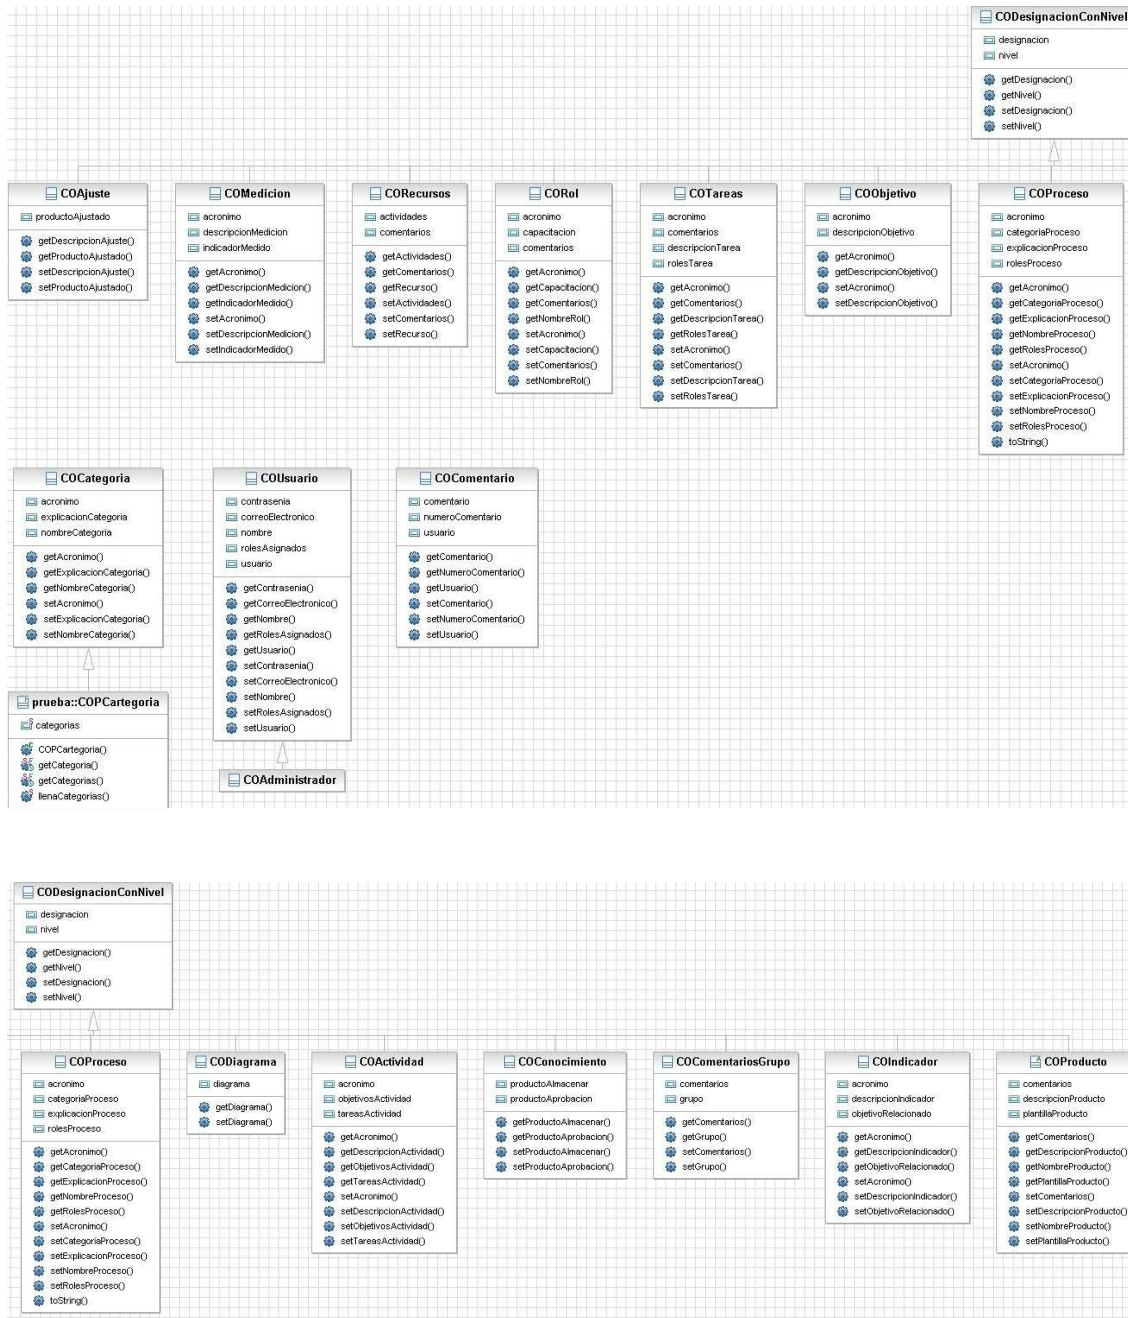 CODesignacionConNivel
designacion
nivel
getDesignacion()
getNivel()
setDesignacion()
setNivel()
COAjuste
productoAjustado
getDescripcionAjuste()
getProductoAjustado()
setDescripcionAjuste()
setProductoAjustado()
COMedicion
acronimo
descripcionMedicion
indicadorMedido
getAcronimo()
getDescripcionMedicion()
getIndicadorMedido()
setAcronimo()
setDescripcionMedicion()
setIndicadorMedido()
CORecursos
actividades
comentarios
getActividades()
getComentarios()
getRecurso()
setActividades()
setComentarios()
setRecurso()
CORol
acronimo
capacitacion
comentarios
getAcronimo()
getCapacitacion()
getComentarios()
getNombreRol()
setAcronimo()
setCapacitacion()
setComentarios()
setNombreRol()
COTareas
acronimo
comentarios
descripcionTarea
rolesTarea
getAcronimo()
getComentarios()
getDescripcionTarea()
getRolesTarea()
setAcronimo()
setComentarios()
setDescripcionTarea()
setRolesTarea()
COObjetivo
acronimo
descripcionObjetivo
getAcronimo()
getDescripcionObjetivo()
setAcronimo()
setDescripcionObjetivo()
COProceso
acronimo
categoriaProceso
explicacionProceso
rolesProceso
getAcronimo()
getCategoriaProceso()
getExplicacionProceso()
getNombreProceso()
getRolesProceso()
setAcronimo()
setCategoriaProceso()
setExplicacionProceso()
setNombreProceso()
setRolesProceso()
toString()
COCategoria
acronimo
explicacionCategoria
nombreCategoria
getAcronimo()
getExplicacionCategoria()
getNombreCategoria()
setAcronimo()
setExplicacionCategoria()
setNombreCategoria()
prueba::COPCartegoria
categorias
COPCartegoria()
getCategoria()
getCategorias()
llenaCategorias()
COUsuario
contrasenia
correoElectronico
nombre
rolesAsignados
usuario
getContrasenia()
getCorreoElectronico()
getNombre()
getRolesAsignados()
getUsuario()
setContrasenia()
setCorreoElectronico()
setNombre()
setRolesAsignados()
setUsuario()
COAdministrador
COComentario
comentario
numeroComentario
usuario
getComentario()
getNumeroComentario()
getUsuario()
setComentario()
setNumeroComentario()
setUsuario()
CODesignacionConNivel
designacion
nivel
getDesignacion()
getNivel()
setDesignacion()
setNivel()
COProceso
acronimo
categoriaProceso
explicacionProceso
rolesProceso
getAcronimo()
getCategoriaProceso()
getExplicacionProceso()
getNombreProceso()
getRolesProceso()
setAcronimo()
setCategoriaProceso()
setExplicacionProceso()
setNombreProceso()
setRolesProceso()
toString()
CODiagrama
diagrama
getDiagrama()
setDiagrama()
COActividad
acronimo
objetivosActividad
tareasActividad
getAcronimo()
getDescripcionActividad()
getObjetivosActividad()
getTareasActividad()
setAcronimo()
setDescripcionActividad()
setObjetivosActividad()
setTareasActividad()
COConocimiento
productoAlmacenar
productoAprobacion
getProductoAlmacenar()
getProductoAprobacion()
setProductoAlmacenar()
setProductoAprobacion()
COComentariosGrupo
comentarios
grupo
getComentarios()
getGrupo()
setComentarios()
setGrupo()
COIndicador
acronimo
descripcionIndicador
objetivoRelacionado
getAcronimo()
getDescripcionIndicador()
getObjetivoRelacionado()
setAcronimo()
setDescripcionIndicador()
setObjetivoRelacionado()
COProducto
comentarios
descripcionProducto
plantillaProducto
getComentarios()
getDescripcionProducto()
getNombreProducto()
getPlantillaProducto()
setComentarios()
setDescripcionProducto()
setNombreProducto()
setPlantillaProducto()